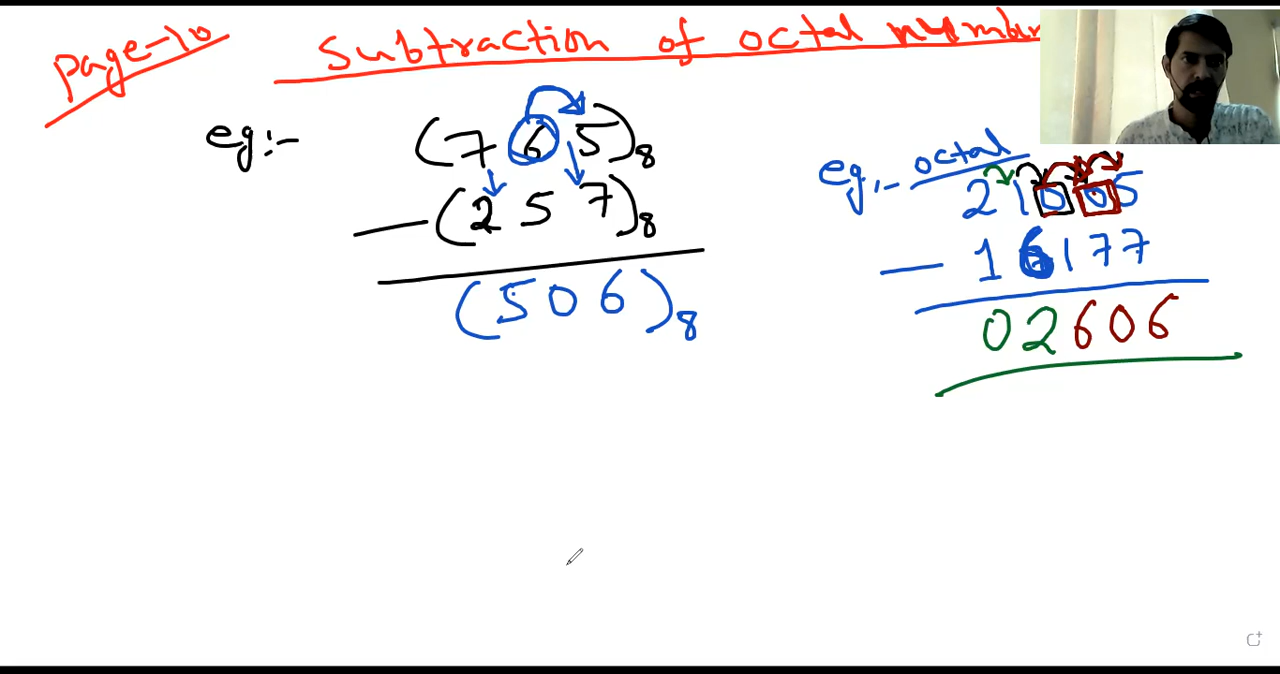 page-10
Subtraction of octal number
eg:-
(7 6 5)8
- (2 5 7)8
(5 0 6)8
eg:- octal
2 1 0 0 5
- 1 6 1 7 7
0 2 6 0 6